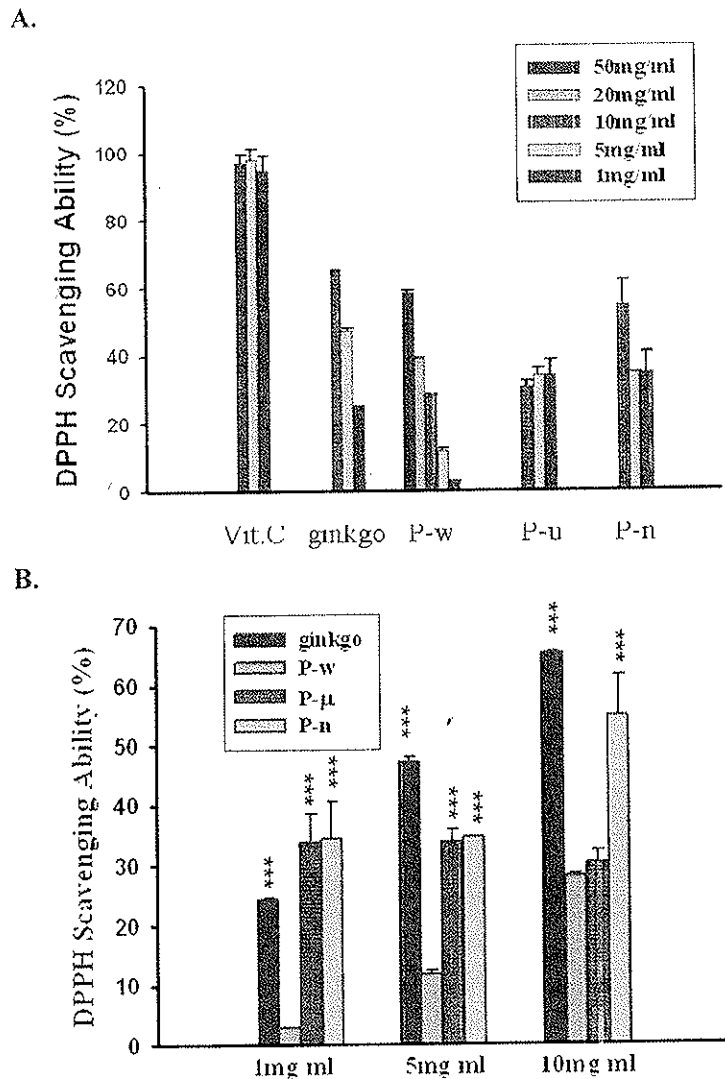 A.
50mg/ml
20mg/ml
10mg/ml
5mg/ml
1mg/ml
DPPH Scavenging Ability (%)
120
100
80
60
40
20
0
Vit.C ginkgo P-w P-u P-n
B.
ginkgo
P-w
P-μ
P-n
DPPH Scavenging Ability (%)
70
60
50
40
30
20
10
0
*** *** ***
*** *** ***
*** ***
1mg ml 5mg ml 10mg ml